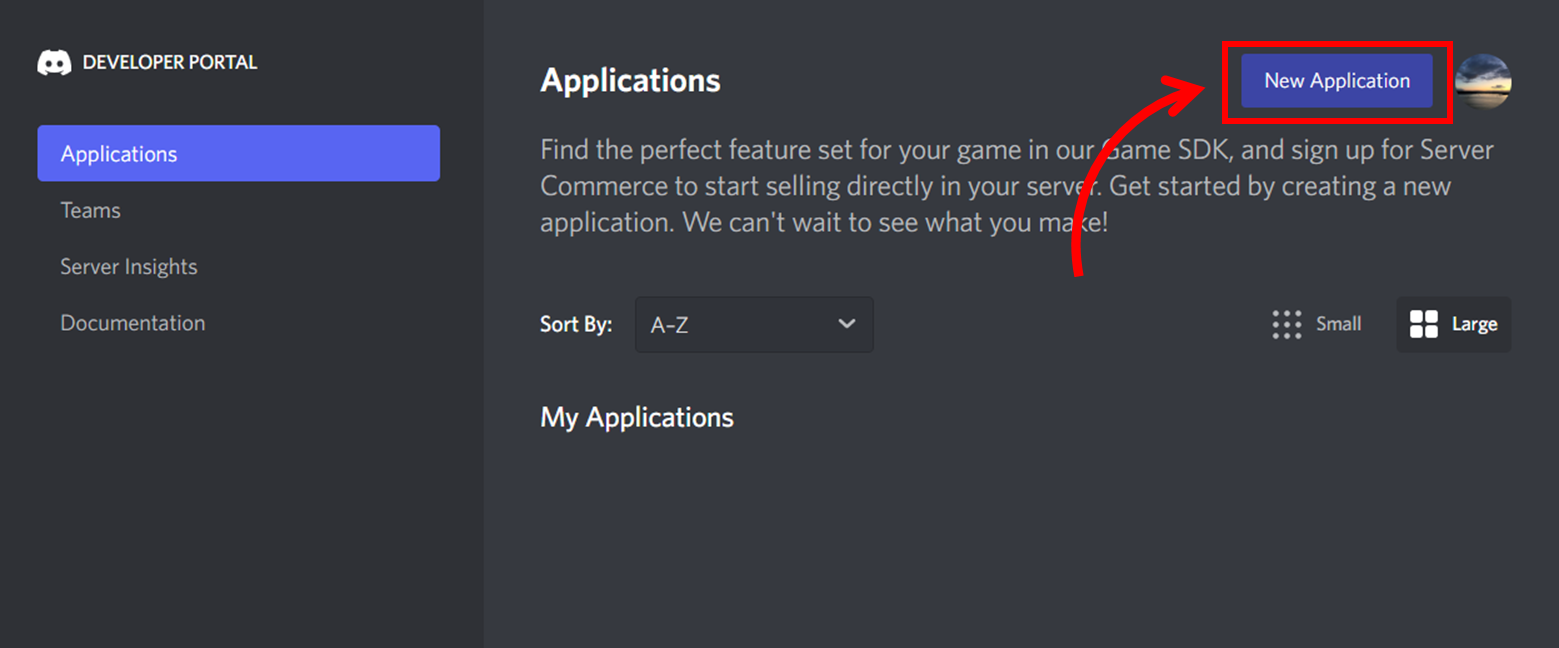 DEVELOPER PORTAL
Applications
Teams
Server Insights
Documentation
Applications
New Application
Find the perfect feature set for your game in our Game SDK, and sign up for Server
Commerce to start selling directly in your server. Get started by creating a new
application. We can't wait to see what you make!
Sort By:
A–Z
Small
Large
My Applications